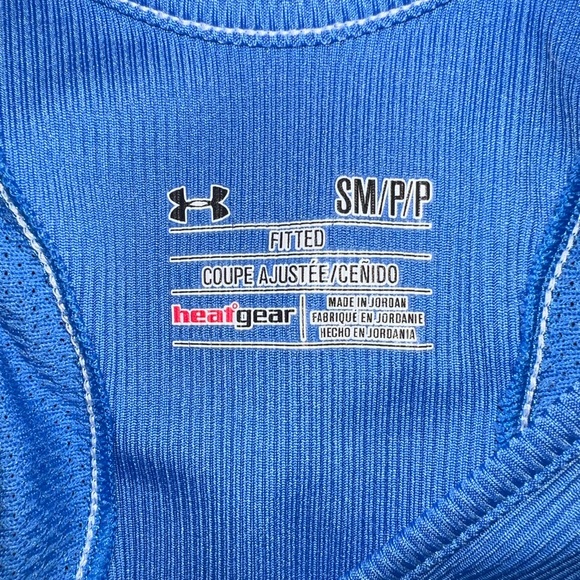 SM/P/P
FITTED
COUPE AJUSTÉE/CEÑIDO
heatgear
MADE IN JORDAN
FABRIQUÉ EN JORDANIE
HECHO EN JORDANIA